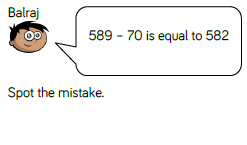 Balraj
589 – 70 is equal to 582
Spot the mistake.